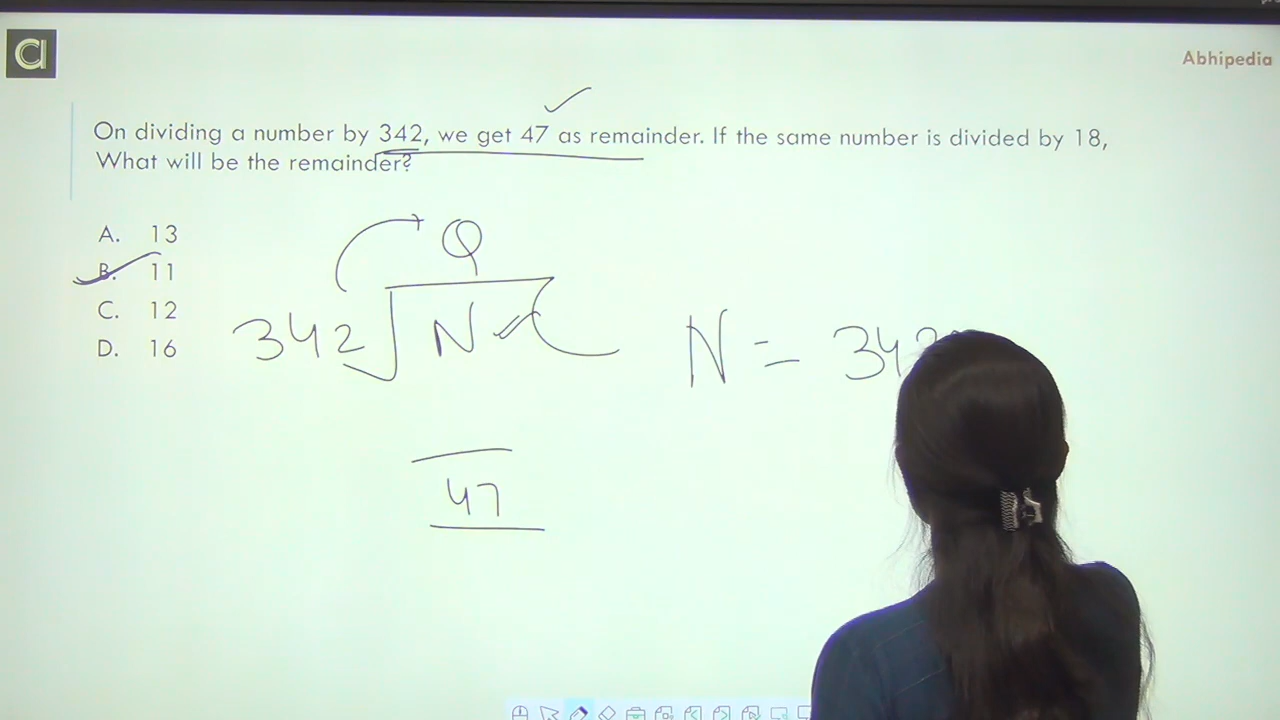 Abhipedia
On dividing a number by 342, we get 47 as remainder. If the same number is divided by 18,
What will be the remainder?
A. 13
B. 11
C. 12
D. 16
Q
342 N
N = 342
47